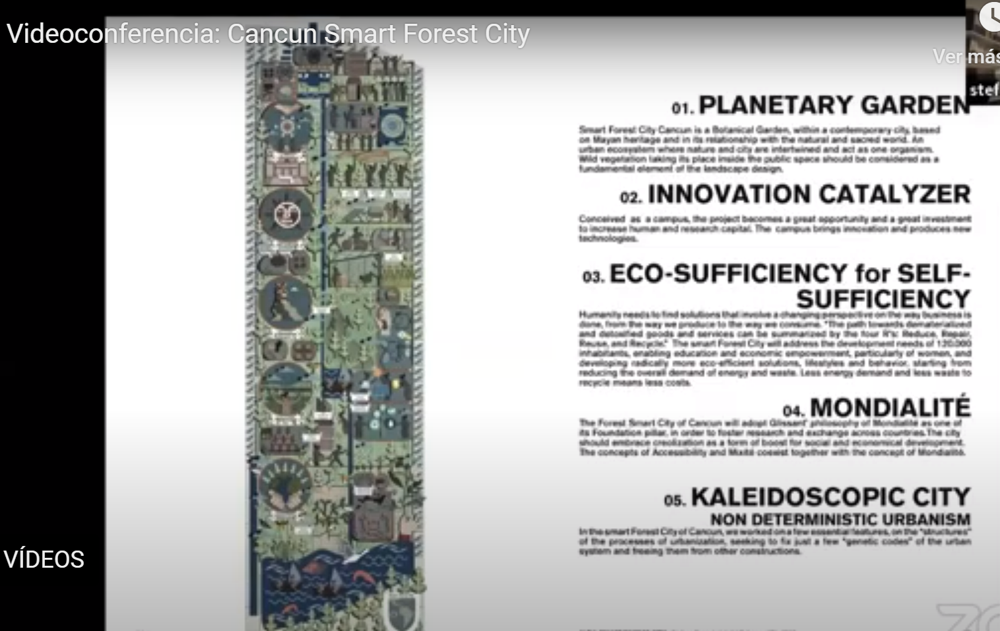 Videoconferencia: Cancun Smart Forest City
Ver más
stef
01. PLANETARY GARDEN
Smart Forest City Cancun is a Botanical Garden, within a contemporary city, based
on Mayan heritage and in its relationship with the natural and sacred world. An
urban ecosystem where nature and city are intertwined and act as one organism.
Wild vegetation taking its place inside the public space should be considered as a
fundamental element of the landscape design.
02. INNOVATION CATALYZER
Conceived as a campus, the project becomes a great opportunity and a great investment
to increase human and research capital. The campus brings innovation and produces new
technologies.
03. ECO-SUFFICIENCY for SELF-
SUFFICIENCY
Humanity needs to find solutions that involve a changing perspective on the way business is
done, from the way we produce to the way we consume. "The path towards dematerialized
and detoxified goods and services can be summarized by the four R's: Reduce, Repair,
Reuse, and Recycle." The smart Forest City will address the development needs of 120.000
inhabitants, enabling education and economic empowerment, particularly of women, and
developing radically more eco-efficient solutions, lifestyles and behavior, starting from
reducing the overall demand of energy and waste. Less energy demand and less waste to
recycle means less costs.
04. MONDIALITÉ
The Forest Smart City of Cancun will adopt Glissant' philosophy of Mondialité as one of
its Foundation pillar, in order to foster research and exchange across countries.The city
should embrace creolization as a form of boost for social and economical development.
The concepts of Accessibility and Mixité coexist together with the concept of Mondialité.
05. KALEIDOSCOPIC CITY
NON DETERMINISTIC URBANISM
In the smart Forest City of Cancun, we worked on a few essential features, on the "structures"
of the processes of urbanization, seeking to fix just a few "genetic codes" of the urban
system and freeing them from other constructions.
VÍDEOS